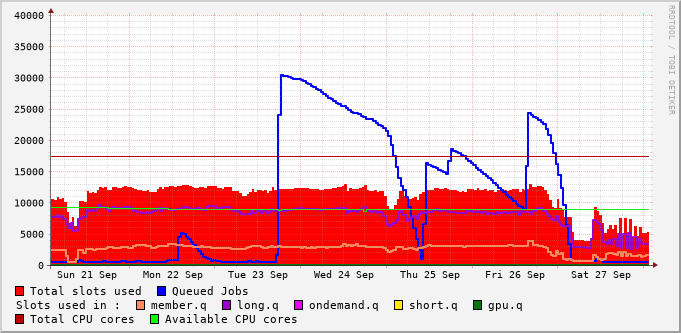 RRDTOOL / TOBI OETIKER
40000
35000
30000
25000
20000
15000
10000
5000
0
Sun 21 Sep Mon 22 Sep Tue 23 Sep Wed 24 Sep Thu 25 Sep Fri 26 Sep Sat 27 Sep
Total slots used Queued Jobs
Slots used in : member.q long.q ondemand.q short.q gpu.q
Total CPU cores Available CPU cores